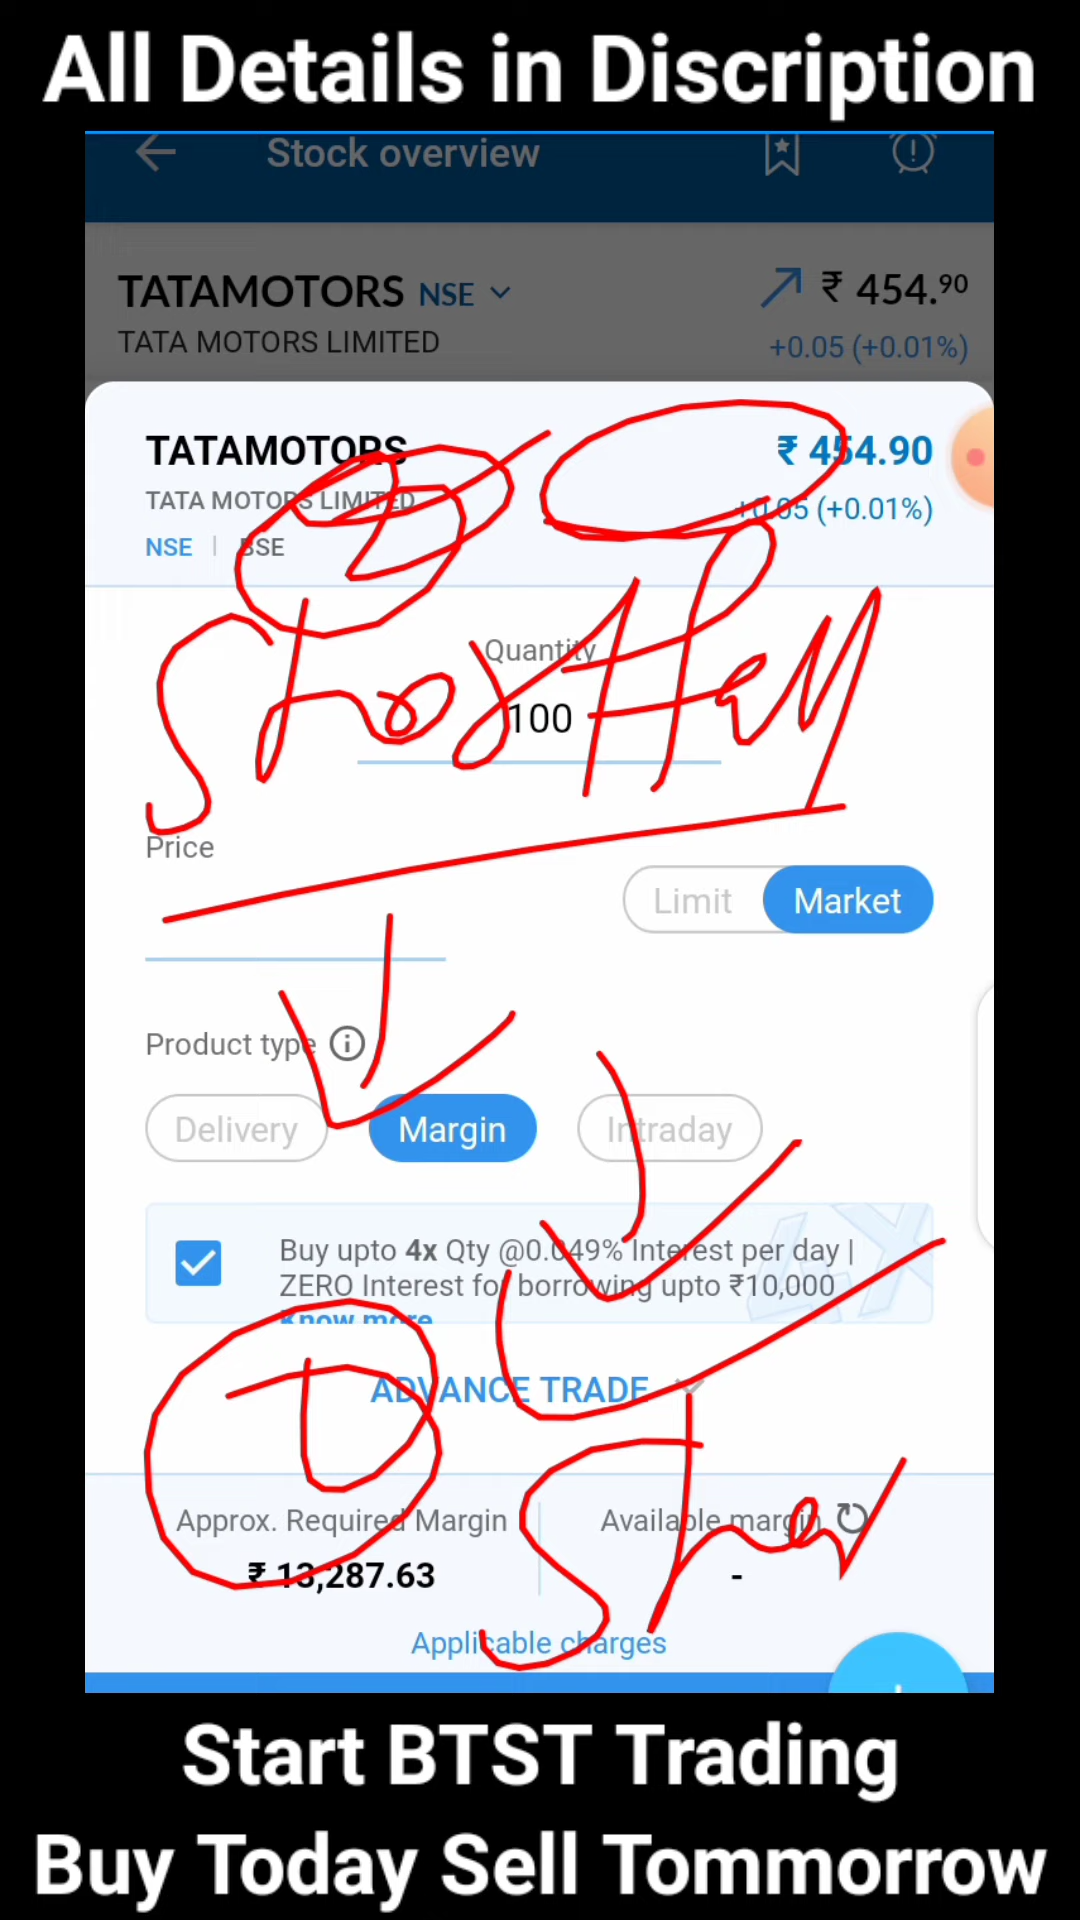 All Details in Discription
Stock overview
TATAMOTORS NSE
₹ 454.90
TATA MOTORS LIMITED
+0.05 (+0.01%)
TATAMOTORS
₹ 454.90
TATA MOTORS LIMITED
+0.05 (+0.01%)
NSE | BSE
Quantity
100
Price
Limit Market
Product type
Delivery Margin Intraday
4X
Buy upto 4x Qty @0.049% Interest per day |
ZERO Interest for borrowing upto ₹10,000
Know more
ADVANCE TRADE
Approx. Required Margin
₹ 13,287.63
Available margin
-
Applicable charges
Start BTST Trading
Buy Today Sell Tommorrow